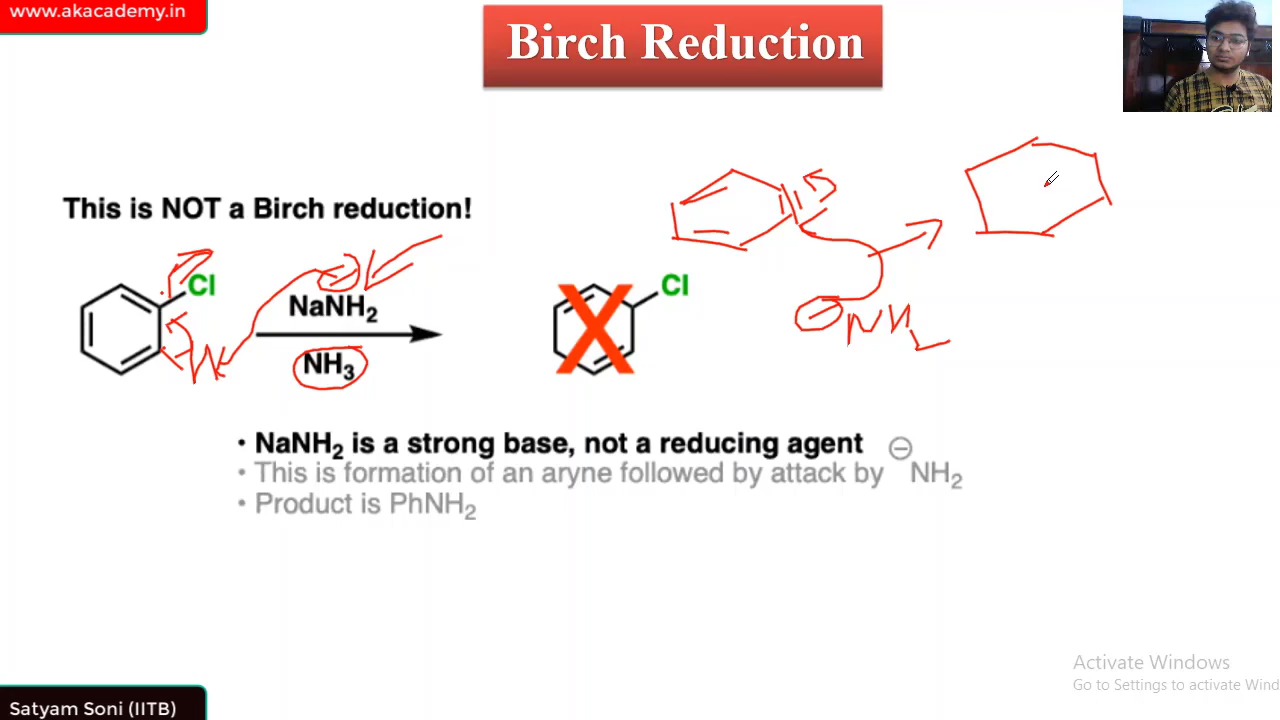 www.akacademy.in
Birch Reduction
This is NOT a Birch reduction!
Cl
NaNH2
NH3
H
Cl
⊖NH2
• NaNH2 is a strong base, not a reducing agent
• This is formation of an aryne followed by attack by ⊖NH2
• Product is PhNH2
Activate Windows
Go to Settings to activate Wind
Satyam Soni (IITB)